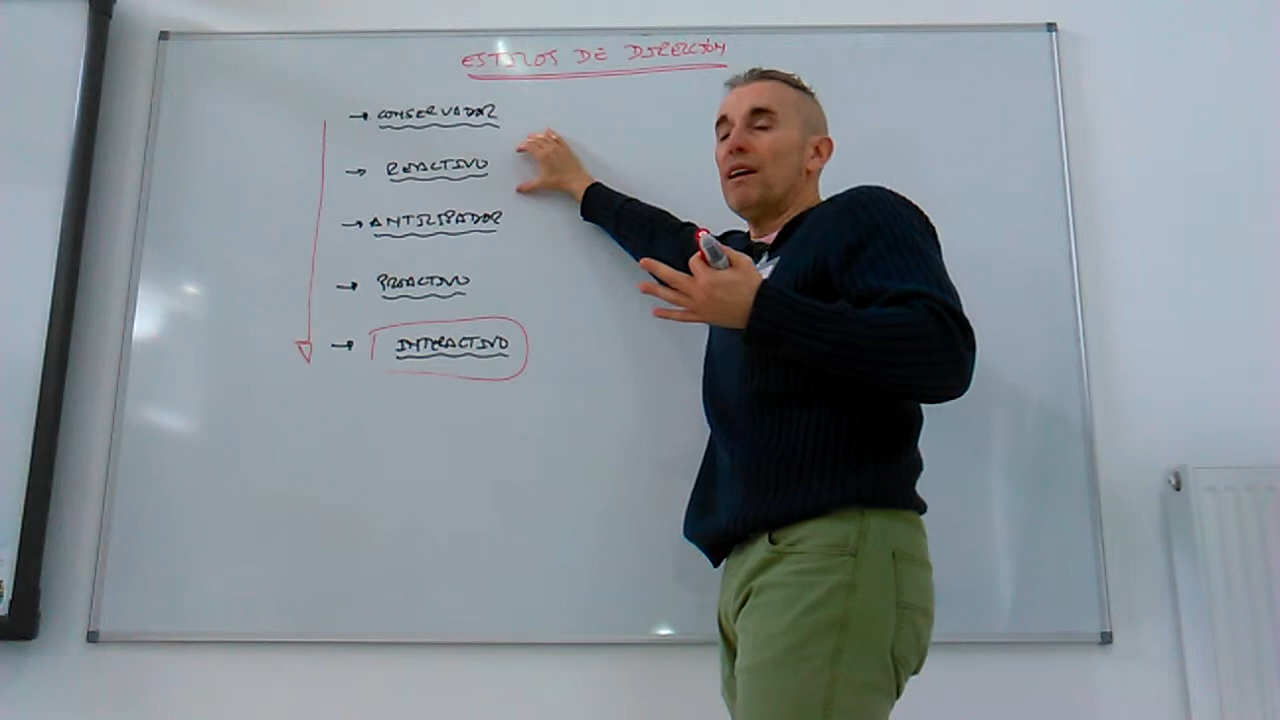 ESTILOS DE DIRECCIÓN
→ CONSERVADOR
→ REACTIVO
→ ANTICIPADOR
→ PROACTIVO
→ INTERACTIVO